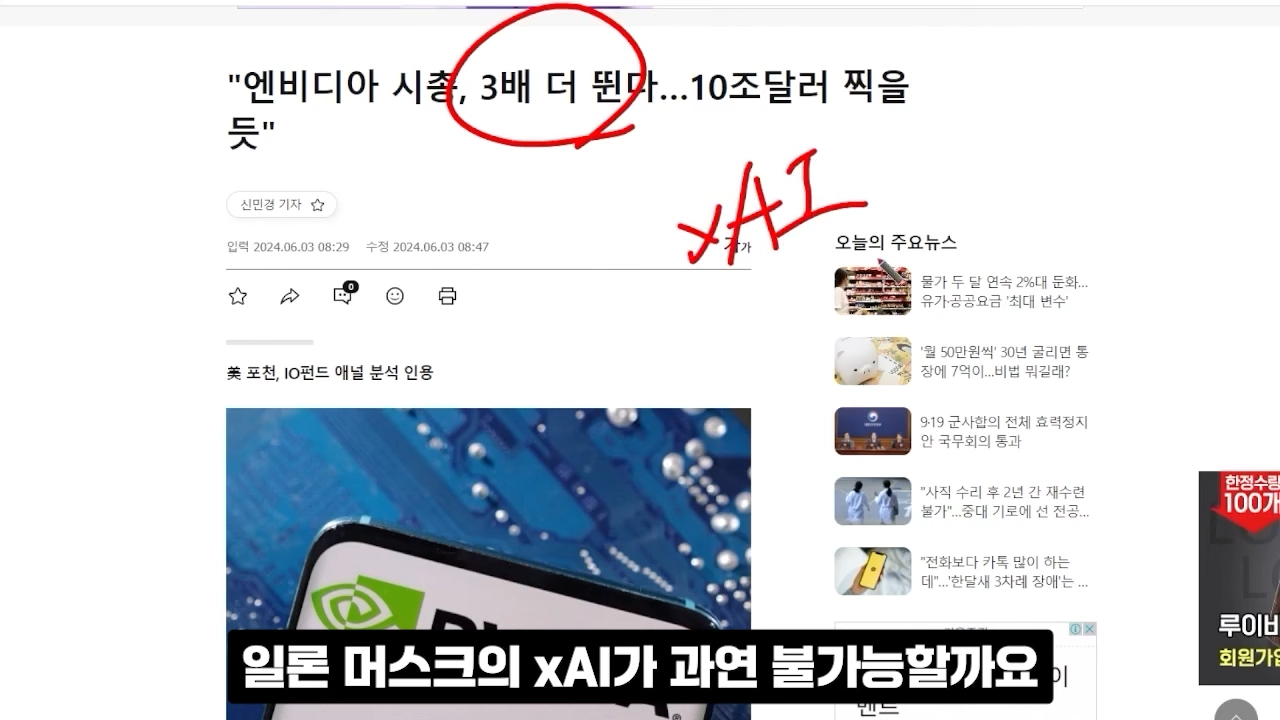 "엔비디아 시총, 3배 더 뛴다...10조달러 찍을
듯"
xAI
신민경 기자
입력 2024.06.03 08:29 수정 2024.06.03 08:47
가가
0
美 포천, IO펀드 애널 분석 인용
오늘의 주요뉴스
물가 두 달 연속 2%대 둔화...
유가·공공요금 '최대 변수'
'월 50만원씩' 30년 굴리면 통
장에 7억이...비법 뭐길래?
9·19 군사합의 전체 효력정지
안 국무회의 통과
"사직 수리 후 2년 간 재수련
불가"...중대 기로에 선 전공...
"전화보다 카톡 많이 하는
데"...'한달새 3차례 장애'는 ...
한정수량
100개
루이비
회원가입
이
벤트
일론 머스크의 xAI가 과연 불가능할까요